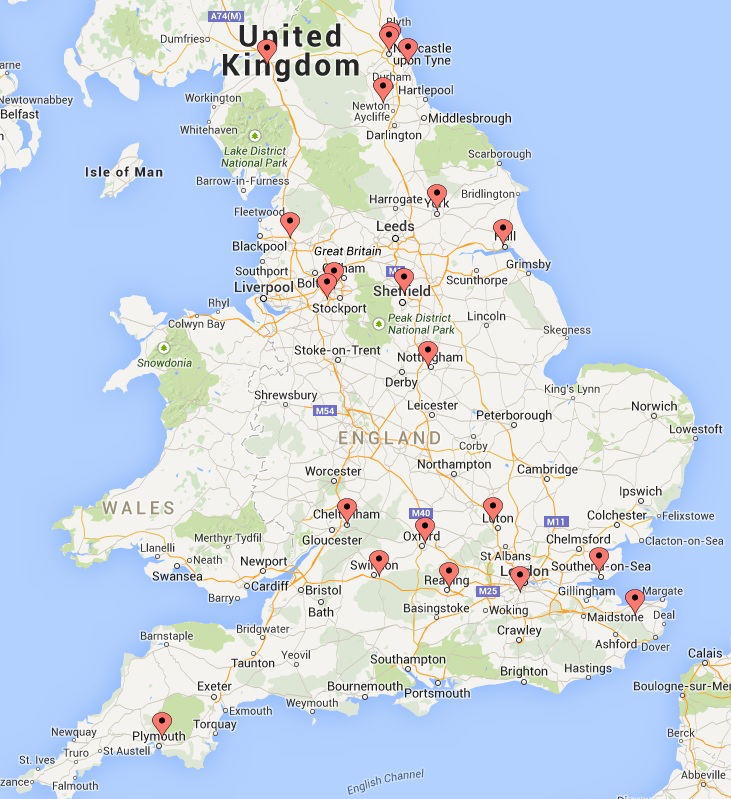 A74(M)
Blyth
United
Kingdom
Dumfries
upon Tyne
arne
Newtownabbey
Belfast
Workington
Durham
Hartlepool
Newton
Aycliffe
Middlesbrough
Whitehaven
Darlington
Lake District
National Park
Isle of Man
Barrow-in-Furness
Scarborough
Harrogate
Bridlington
Fleetwood
Leeds
Blackpool
Great Britain
Grimsby
Southport
Scunthorpe
Liverpool
Sheffield
Rhyl
Stockport
Lincoln
Colwyn Bay
Peak District
National Park
Skegness
Snowdonia
Stoke-on-Trent
Nottingham
Derby
King's Lynn
Shrewsbury
M54
Leicester
Norwich
Peterborough
Lowestoft
ENGLAND
Corby
Worcester
Northampton
Cambridge
Ipswich
WALES
Cheltenham
M40
Luton
M11
Colchester
Felixstowe
Gloucester
Oxford
Chelmsford
Clacton-on-Sea
Merthyr Tydfil
Llanelli
Neath
Newport
St Albans
Swansea
Swindon
Reading
London
Southend-on-Sea
Cardiff
Bristol
M25
Gillingham
Margate
Barry
Bath
Basingstoke
Woking
Maidstone
Deal
Barnstaple
Bridgwater
Crawley
Ashford
Dover
Taunton
Yeovil
Southampton
Calais
Brighton
Hastings
Exeter
Bournemouth
Portsmouth
Boulogne-sur-Mer
Exmouth
Weymouth
Newquay
Plymouth
Torquay
Berck
Truro
St Austell
St. Ives
zance
Falmouth
English Channel
Abbeville